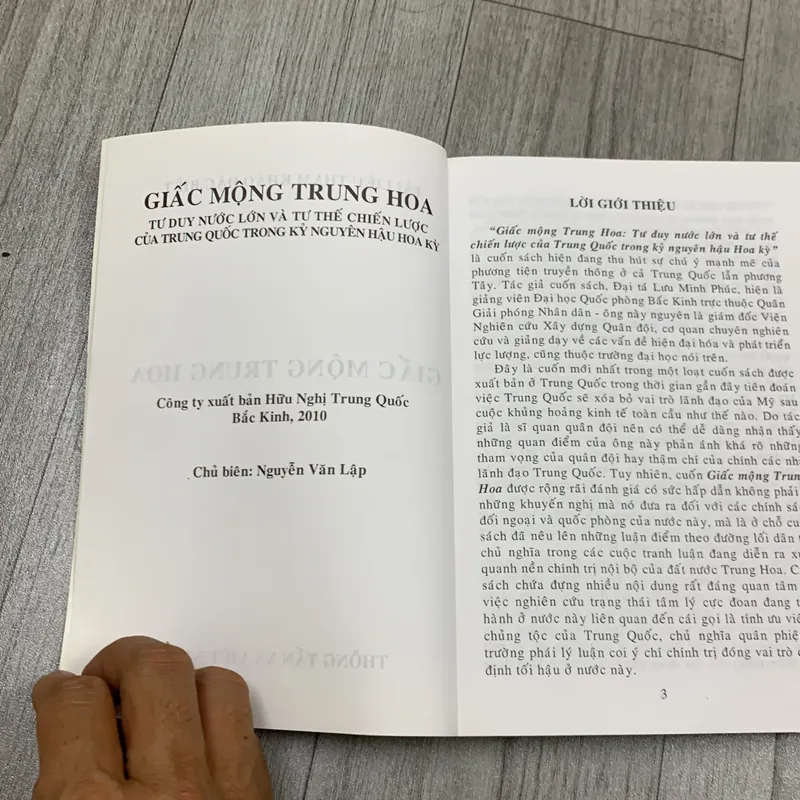 GIẤC MỘNG TRUNG HOA
TƯ DUY NƯỚC LỚN VÀ TƯ THẾ CHIẾN LƯỢC
CỦA TRUNG QUỐC TRONG KỶ NGUYÊN HẬU HOA KỲ
GIẤC MỘNG TRUNG HOA
Công ty xuất bản Hữu Nghị Trung Quốc
Bắc Kinh, 2010
Chủ biên: Nguyễn Văn Lập
THÔNG TẤN
LỜI GIỚI THIỆU
"Giấc mộng Trung Hoa: Tư duy nước lớn và tư thế
chiến lược của Trung Quốc trong kỷ nguyên hậu Hoa kỳ"
là cuốn sách hiện đang thu hút sự chú ý mạnh mẽ của
phương tiện truyền thông ở cả Trung Quốc lẫn phương
Tây. Tác giả cuốn sách, Đại tá Lưu Minh Phúc, hiện là
giảng viên Đại học Quốc phòng Bắc Kinh trực thuộc Quân
Giải phóng Nhân dân - ông này nguyên là giám đốc Viện
Nghiên cứu Xây dựng Quân đội, cơ quan chuyên nghiên
cứu và giảng dạy về các vấn đề hiện đại hóa và phát triển
lực lượng, cũng thuộc trường đại học nói trên.
Đây là cuốn mới nhất trong một loạt cuốn sách được
xuất bản ở Trung Quốc trong thời gian gần đây tiên đoán
việc Trung Quốc sẽ xóa bỏ vai trò lãnh đạo của Mỹ sau
cuộc khủng hoảng kinh tế toàn cầu như thế nào. Do tác
giả là sĩ quan quân đội nên có thể dễ dàng nhận thấy
những quan điểm của ông này phản ánh khá rõ những
tham vọng của quân đội hay thậm chí của chính các nhà
lãnh đạo Trung Quốc. Tuy nhiên, cuốn Giấc mộng Trung
Hoa được rộng rãi đánh giá có sức hấp dẫn không phải
những khuyến nghị mà nó đưa ra đối với các chính sá
đối ngoại và quốc phòng của nước này, mà là ở chỗ cu
sách đã nêu lên những luận điểm theo đường lối dân t
chủ nghĩa trong các cuộc tranh luận đang diễn ra x
quanh nền chính trị nội bộ của đất nước Trung Hoa. C
sách chứa đựng nhiều nội dung rất đáng quan tâm
việc nghiên cứu trạng thái tâm lý cực đoan đang t
hành ở nước này liên quan đến cái gọi là tính ưu việ
chủng tộc của Trung Quốc, chủ nghĩa quân phiệ
trường phái lý luận coi ý chí chính trị đóng vai trò c
định tối hậu ở nước này.
3